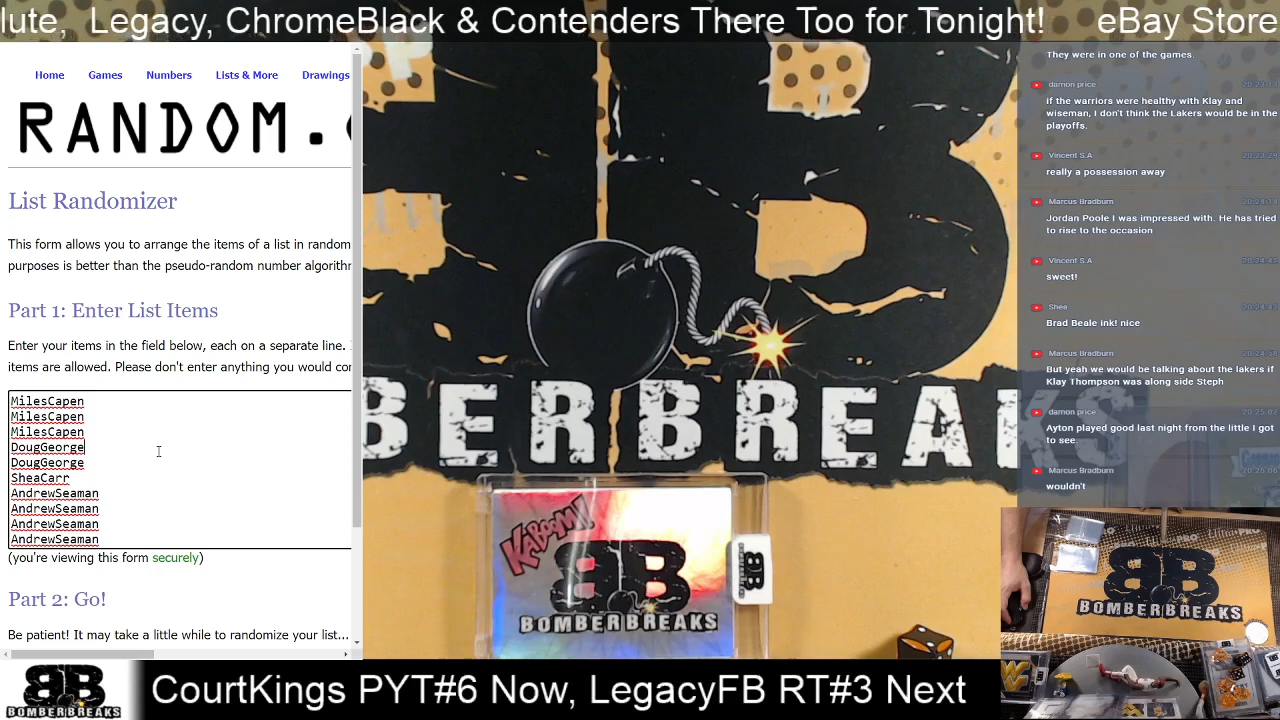 lute, Legacy, ChromeBlack & Contenders There Too for Tonight! eBay Store
Home Games Numbers Lists & More Drawings
RANDOM.
List Randomizer
This form allows you to arrange the items of a list in random
purposes is better than the pseudo-random number algorithm
Part 1: Enter List Items
Enter your items in the field below, each on a separate line.
items are allowed. Please don't enter anything you would con
MilesCapen
MilesCapen
MilesCapen
DougGeorge
DougGeorge
SheaCarr
AndrewSeaman
AndrewSeaman
AndrewSeaman
AndrewSeaman
(you're viewing this form securely)
Part 2: Go!
Be patient! It may take a little while to randomize your list...
BER BREAK
KABOOM!
BB
BOMBERBREAKS
BB
They were in one of the games.
damon price
if the warriors were healthy with Klay and
wiseman, I don't think the Lakers would be in the
playoffs.
Vincent S.A
really a possession away
Marcus Bradburn
Jordan Poole I was impressed with. He has tried
to rise to the occasion
Vincent S.A
sweet!
Shea
Brad Beale ink! nice
Marcus Bradburn
But yeah we would be talking about the lakers if
Klay Thompson was along side Steph
damon price 20:25:02
Ayton played good last night from the little I got
to see
Marcus Bradburn
wouldn't
BB
BOMBERBREAKS
BB
BOMBERBREAKS
CourtKings PYT#6 Now, LegacyFB RT#3 Next